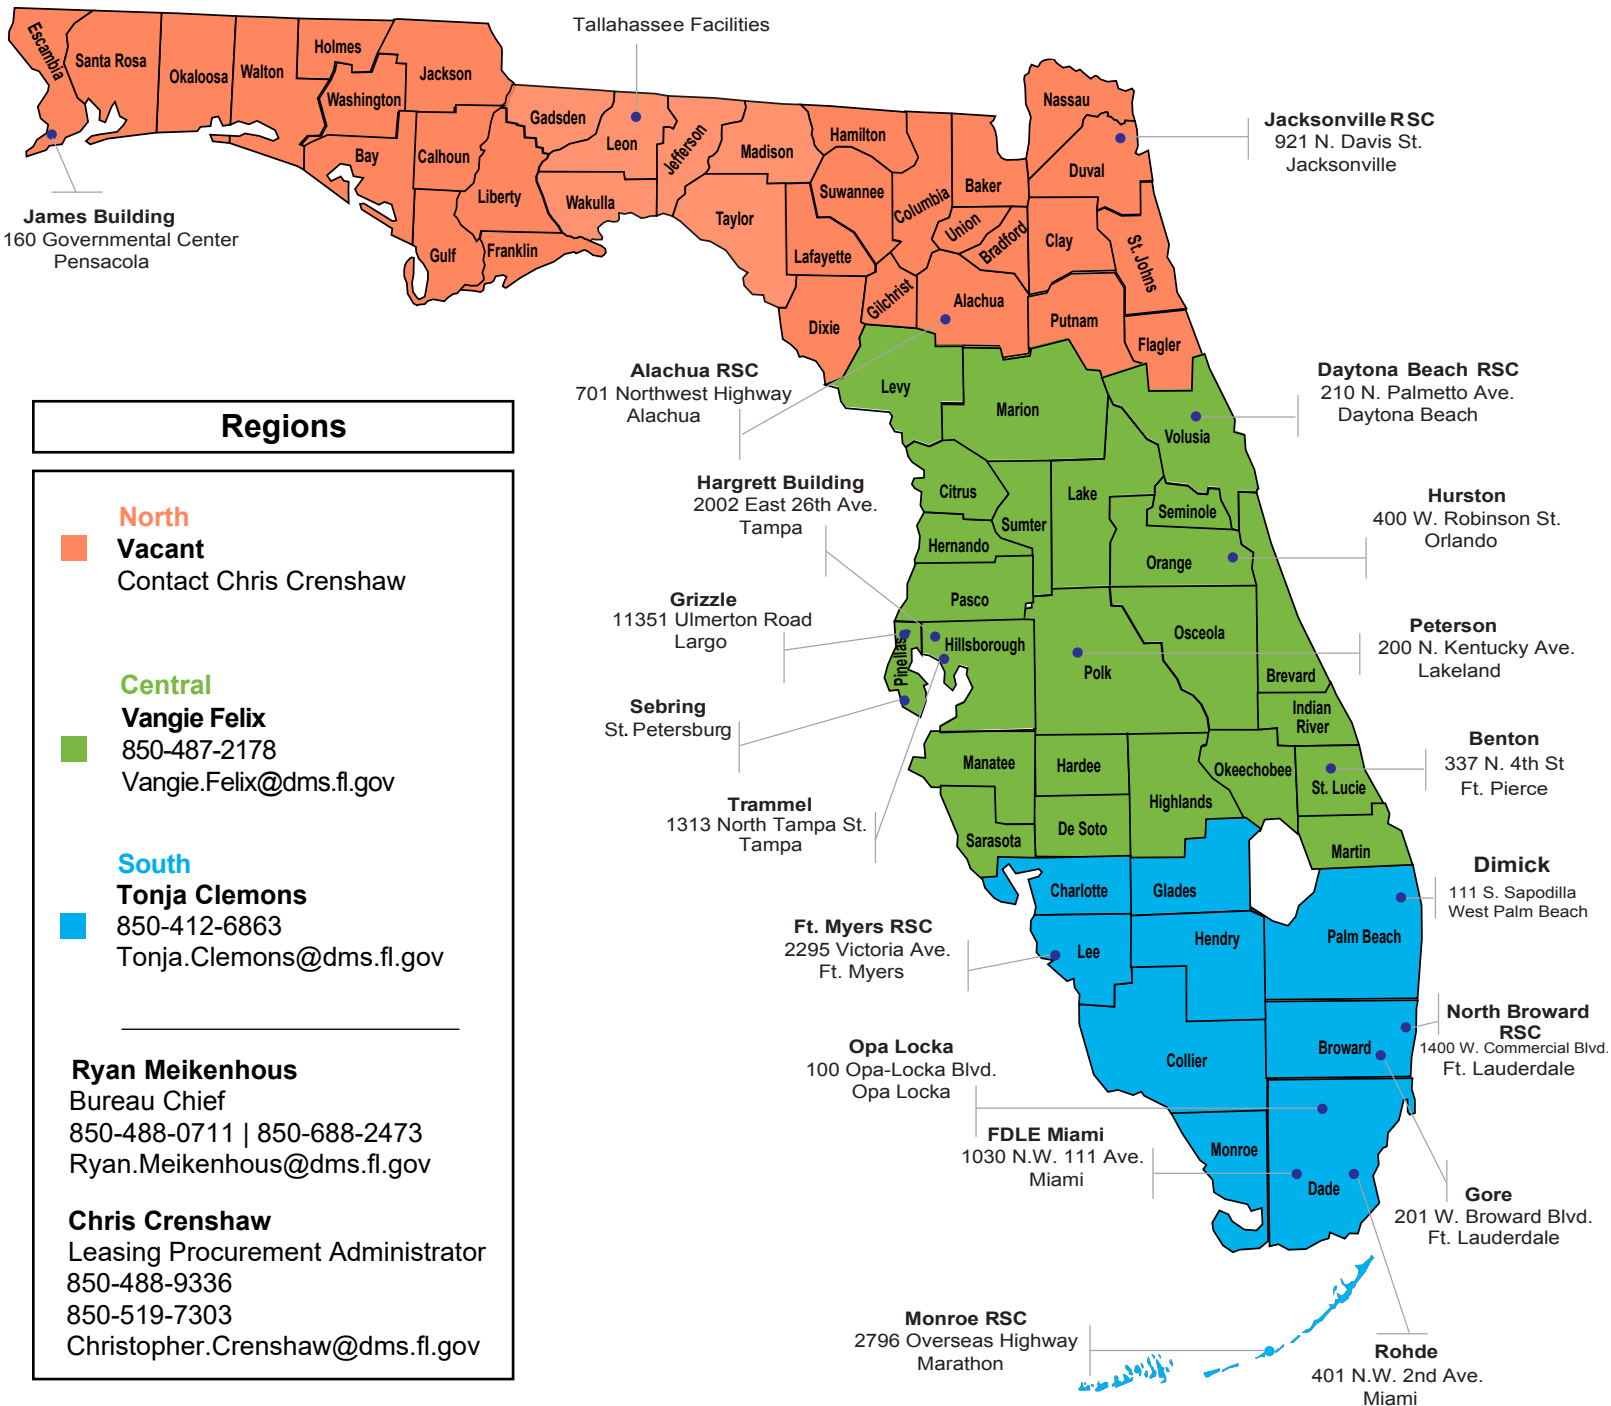 Tallahassee Facilities
Escambia
Santa Rosa
Okaloosa
Walton
Holmes
Washington
Jackson
Bay
Calhoun
Gulf
Liberty
Franklin
Gadsden
Leon
Wakulla
Jefferson
Madison
Taylor
Hamilton
Suwannee
Lafayette
Dixie
Columbia
Gilchrist
Baker
Union
Bradford
Alachua
Nassau
Duval
Clay
St. Johns
Putnam
Flagler
James Building
160 Governmental Center
Pensacola
Jacksonville RSC
921 N. Davis St.
Jacksonville
Alachua RSC
701 Northwest Highway
Alachua
Daytona Beach RSC
210 N. Palmetto Ave.
Daytona Beach
Hargrett Building
2002 East 26th Ave.
Tampa
Hurston
400 W. Robinson St.
Orlando
Grizzle
11351 Ulmerton Road
Largo
Peterson
200 N. Kentucky Ave.
Lakeland
Sebring
St. Petersburg
Benton
337 N. 4th St
Ft. Pierce
Trammel
1313 North Tampa St.
Tampa
Levy
Marion
Volusia
Citrus
Sumter
Lake
Seminole
Hernando
Orange
Pasco
Pinellas
Hillsborough
Polk
Osceola
Brevard
Indian
River
Manatee
Hardee
Highlands
Okeechobee
St. Lucie
Sarasota
De Soto
Martin
Dimick
111 S. Sapodilla
West Palm Beach
Charlotte
Glades
Lee
Hendry
Palm Beach
Collier
Broward
Monroe
Dade
Ft. Myers RSC
2295 Victoria Ave.
Ft. Myers
North Broward
RSC
1400 W. Commercial Blvd.
Ft. Lauderdale
Opa Locka
100 Opa-Locka Blvd.
Opa Locka
FDLE Miami
1030 N.W. 111 Ave.
Miami
Gore
201 W. Broward Blvd.
Ft. Lauderdale
Monroe RSC
2796 Overseas Highway
Marathon
Rohde
401 N.W. 2nd Ave.
Miami
Regions
North
Vacant
Contact Chris Crenshaw
Central
Vangie Felix
850-487-2178
Vangie.Felix@dms.fl.gov
South
Tonja Clemons
850-412-6863
Tonja.Clemons@dms.fl.gov
Ryan Meikenhous
Bureau Chief
850-488-0711 | 850-688-2473
Ryan.Meikenhous@dms.fl.gov
Chris Crenshaw
Leasing Procurement Administrator
850-488-9336
850-519-7303
Christopher.Crenshaw@dms.fl.gov